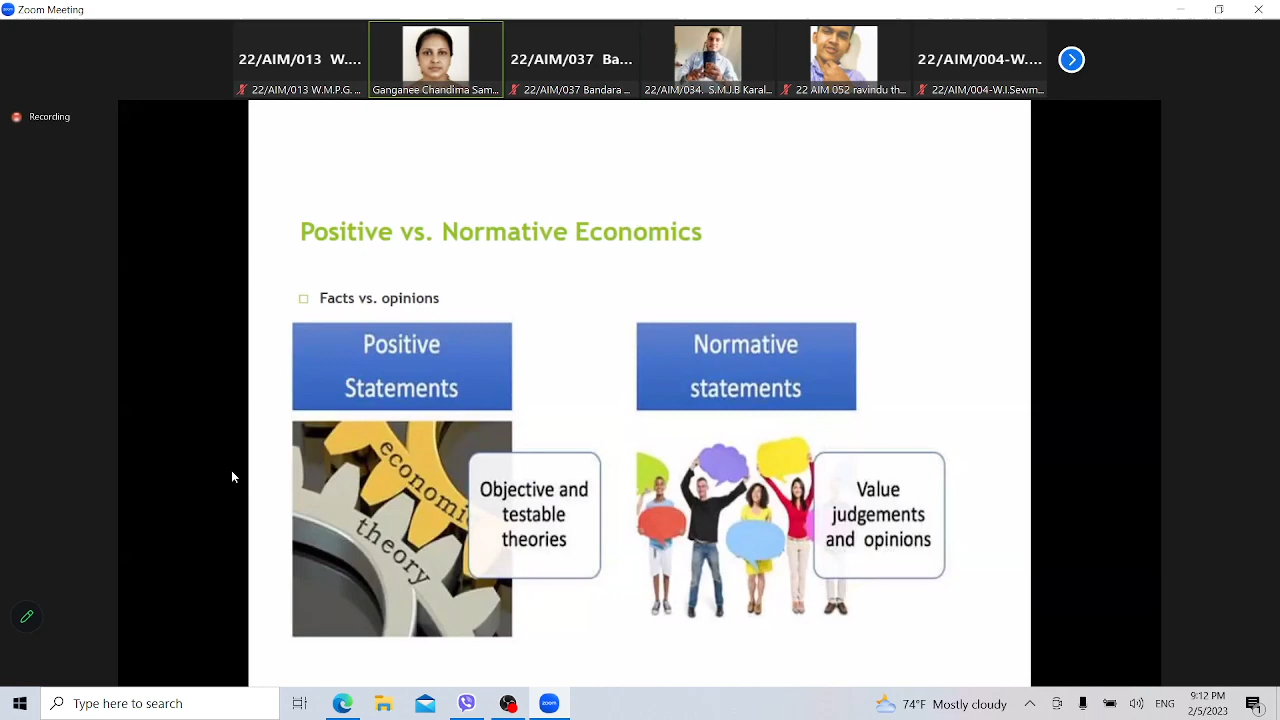 Zoom Meeting
22/AIM/013 W....
22/AIM/037 Ba...
22/AIM/004-W....
22/AIM/013 W.M.P.G. ...
Ganganee Chandima Sam...
22/AIM/037 Bandara ...
22/AIM/034. S.M.J.B Karal...
22 AIM 052 ravindu th...
22/AIM/004-W.I.Sewm...
Recording
Positive vs. Normative Economics
Facts vs. opinions
Positive
Statements
Normative
statements
economic
theory
Objective and
testable
theories
Value
judgements
and opinions
Type here to search
zoom
74°F Mostly cloudy
9:12 PM
5/26/2023
1